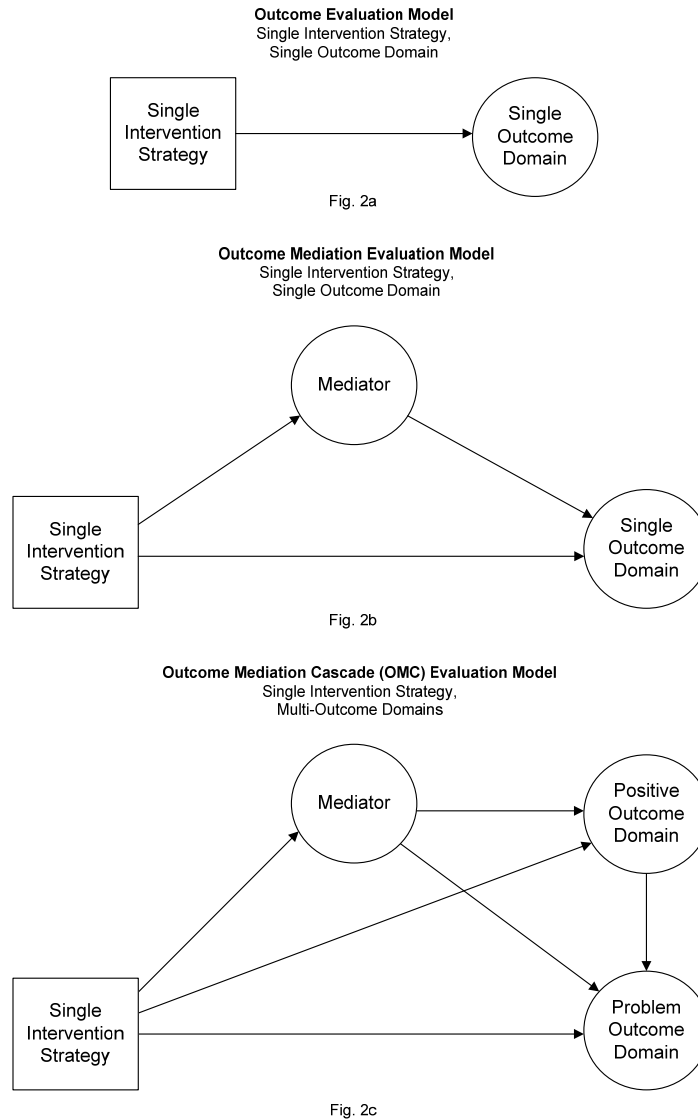 Outcome Evaluation Model
Single Intervention Strategy,
Single Outcome Domain
Single
Intervention
Strategy
Single
Outcome
Domain
Fig. 2a
Outcome Mediation Evaluation Model
Single Intervention Strategy,
Single Outcome Domain
Mediator
Single
Intervention
Strategy
Single
Outcome
Domain
Fig. 2b
Outcome Mediation Cascade (OMC) Evaluation Model
Single Intervention Strategy,
Multi-Outcome Domains
Mediator
Positive
Outcome
Domain
Single
Intervention
Strategy
Problem
Outcome
Domain
Fig. 2c